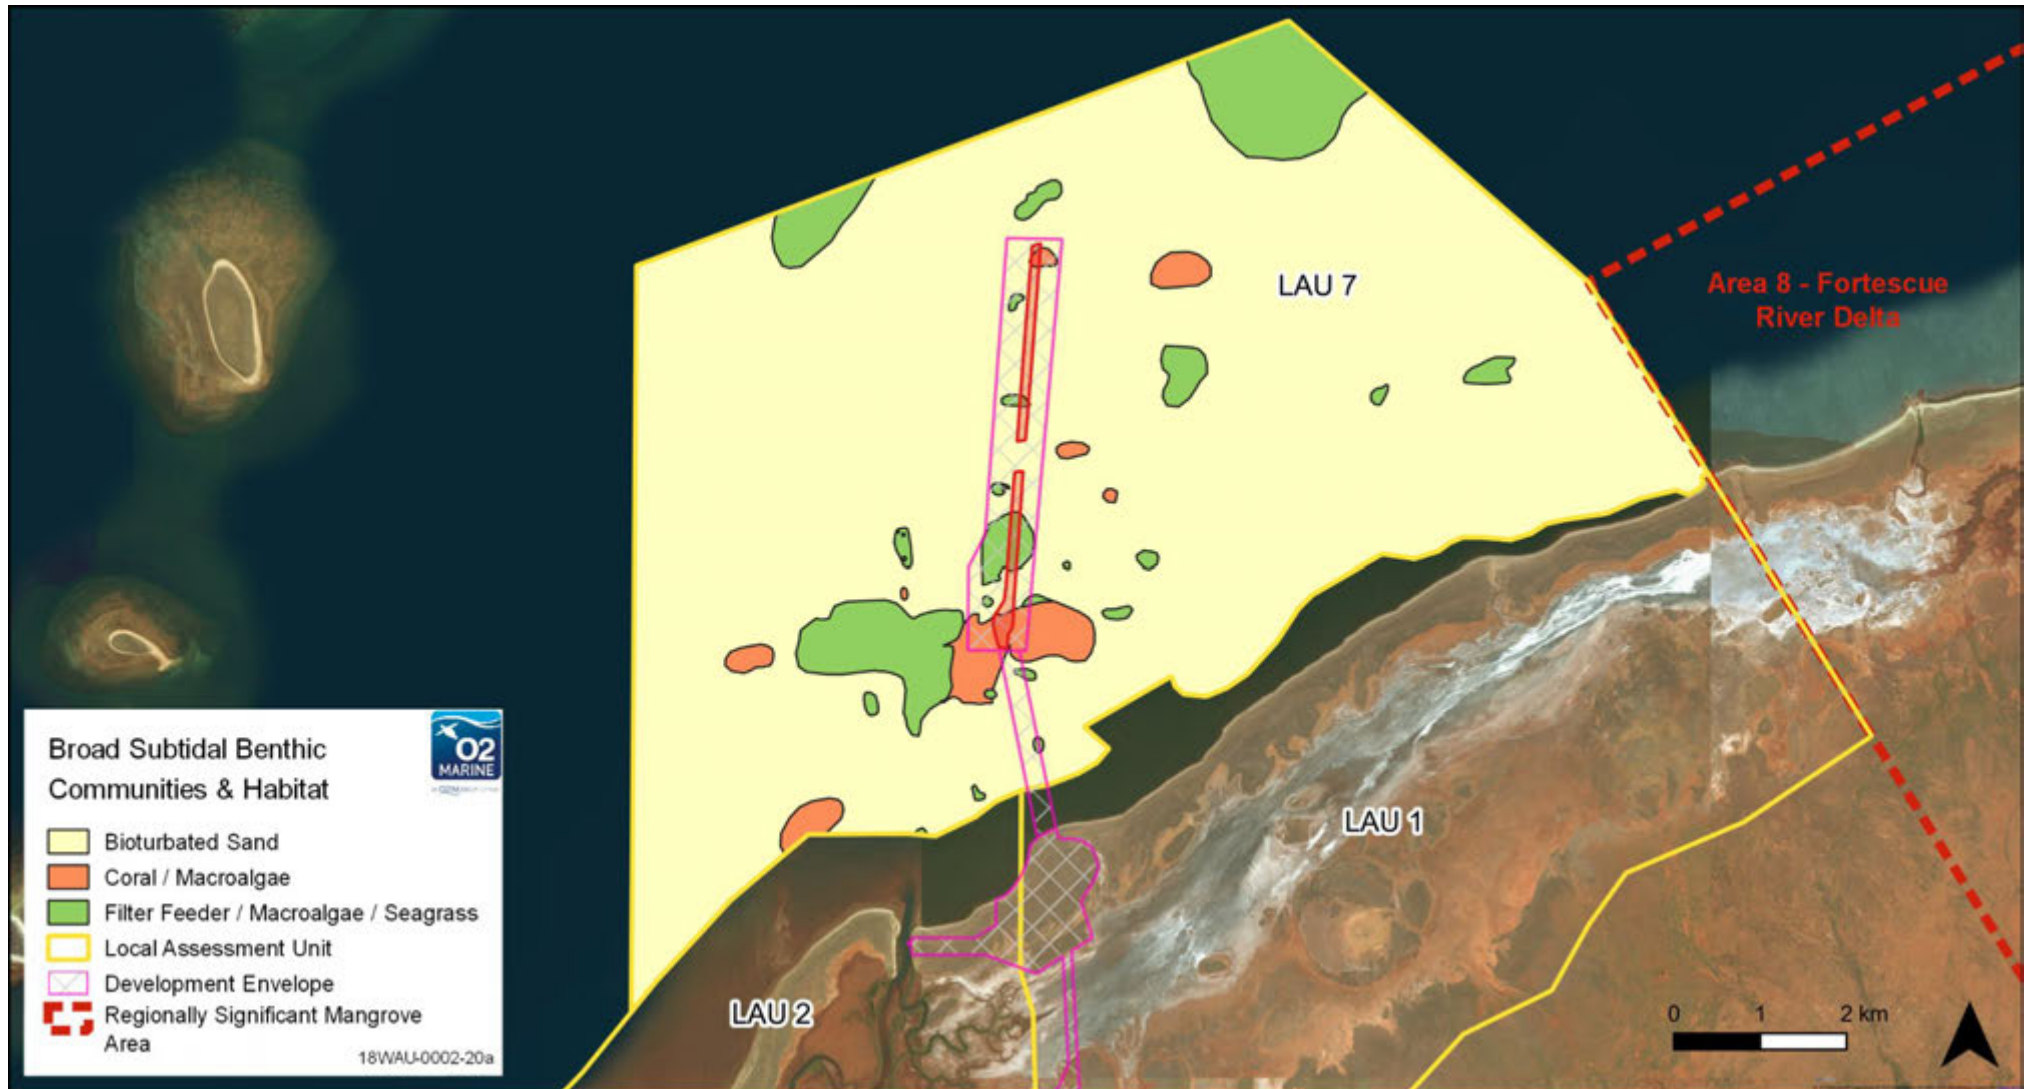 LAU 7
Area 8 - Fortescue
River Delta
LAU 1
LAU 2
Broad Subtidal Benthic
Communities & Habitat
O2
MARINE
Bioturbated Sand
Coral / Macroalgae
Filter Feeder / Macroalgae / Seagrass
Local Assessment Unit
Development Envelope
Regionally Significant Mangrove
Area
18WAU-0002-20a
0 1 2 km